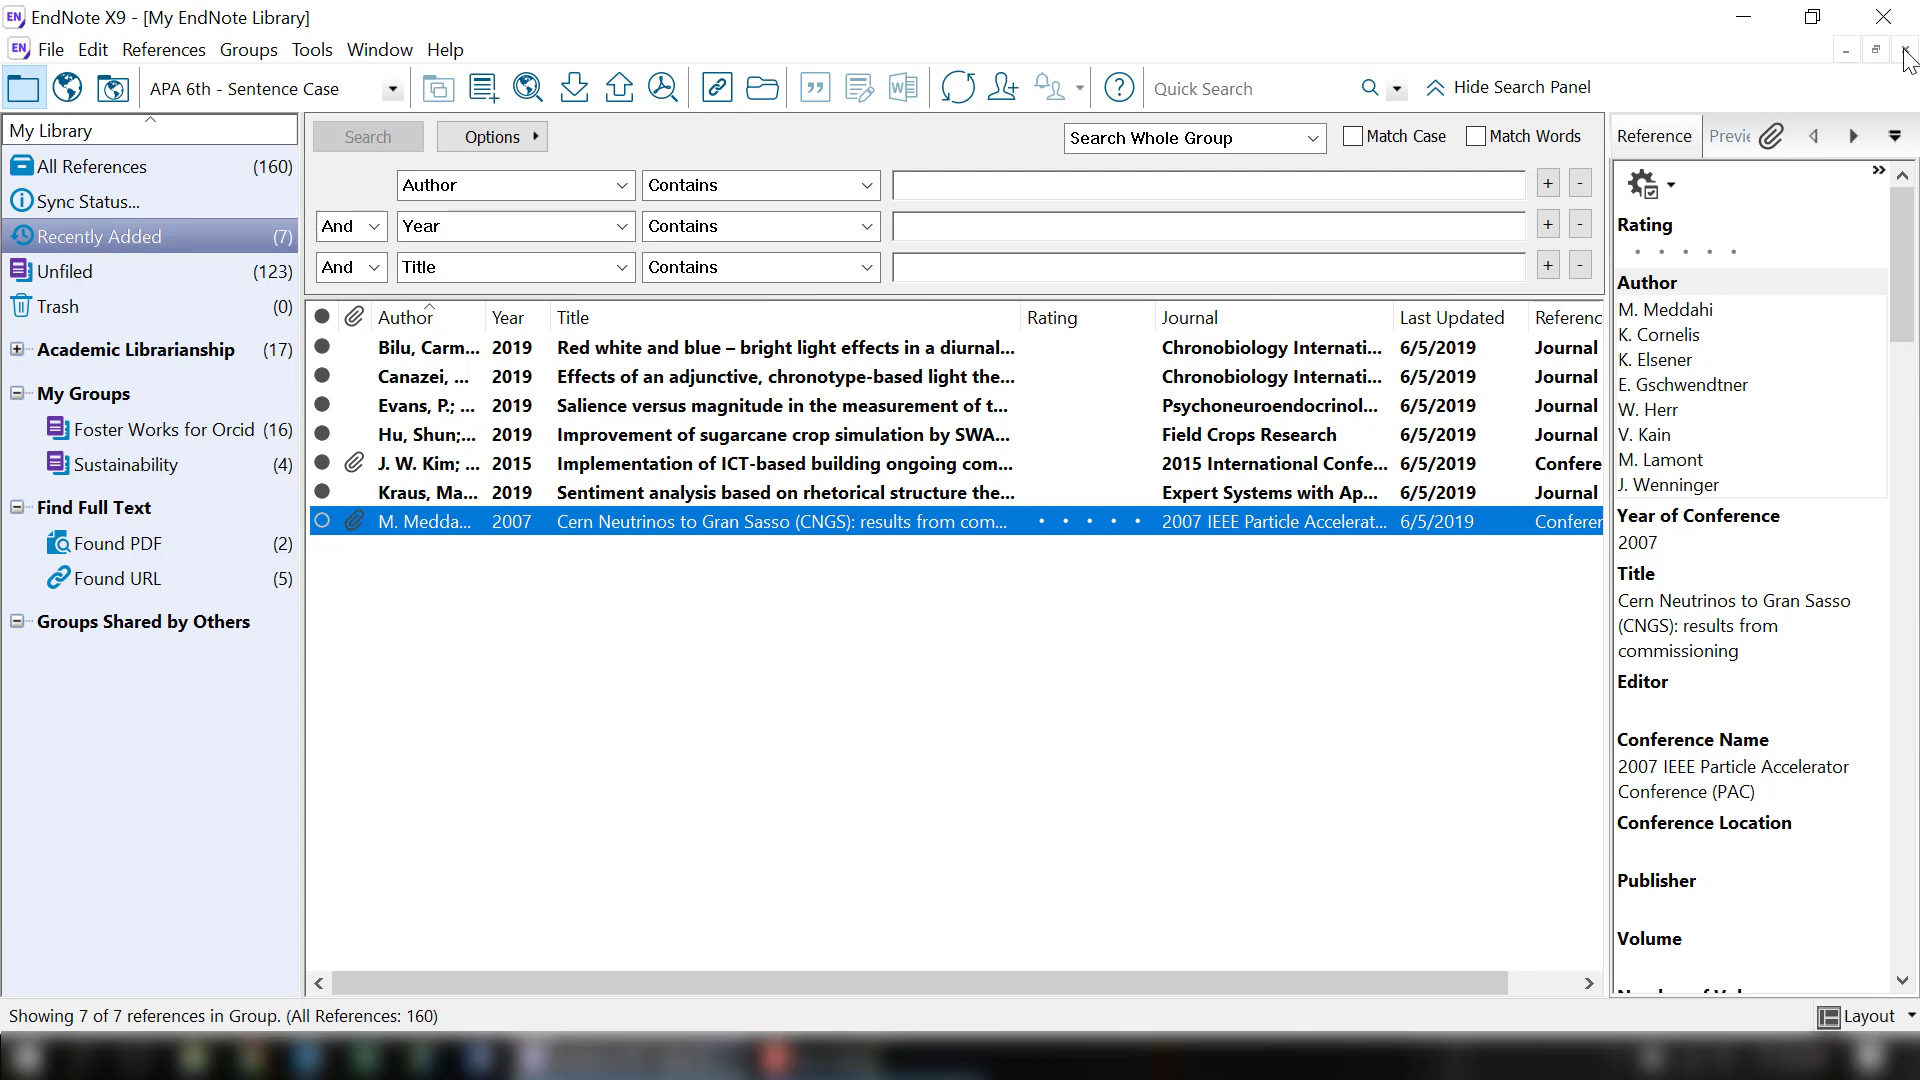 EndNote X9 - [My EndNote Library]
File Edit References Groups Tools Window Help
APA 6th - Sentence Case Quick Search Hide Search Panel
My Library
All References (160)
Sync Status...
Recently Added (7)
Unfiled (123)
Trash (0)
Academic Librarianship (17)
My Groups
Foster Works for Orcid (16)
Sustainability (4)
Find Full Text
Found PDF (2)
Found URL (5)
Groups Shared by Others
Search Options Search Whole Group Match Case Match Words
Author Contains + -
And Year Contains + -
And Title Contains + -
Author Year Title Rating Journal Last Updated Referenc
Bilu, Carm... 2019 Red white and blue – bright light effects in a diurnal... Chronobiology Internati... 6/5/2019 Journal
Canazei, ... 2019 Effects of an adjunctive, chronotype-based light the... Chronobiology Internati... 6/5/2019 Journal
Evans, P.; ... 2019 Salience versus magnitude in the measurement of t... Psychoneuroendocrinol... 6/5/2019 Journal
Hu, Shun;... 2019 Improvement of sugarcane crop simulation by SWA... Field Crops Research 6/5/2019 Journal
J. W. Kim; ... 2015 Implementation of ICT-based building ongoing com... 2015 International Confe... 6/5/2019 Confere
Kraus, Ma... 2019 Sentiment analysis based on rhetorical structure the... Expert Systems with Ap... 6/5/2019 Journal
M. Medda... 2007 Cern Neutrinos to Gran Sasso (CNGS): results from com... 2007 IEEE Particle Accelerat... 6/5/2019 Conferer
Reference Previe
Rating
Author
M. Meddahi
K. Cornelis
K. Elsener
E. Gschwendtner
W. Herr
V. Kain
M. Lamont
J. Wenninger
Year of Conference
2007
Title
Cern Neutrinos to Gran Sasso
(CNGS): results from
commissioning
Editor
Conference Name
2007 IEEE Particle Accelerator
Conference (PAC)
Conference Location
Publisher
Volume
Showing 7 of 7 references in Group. (All References: 160)
Layout